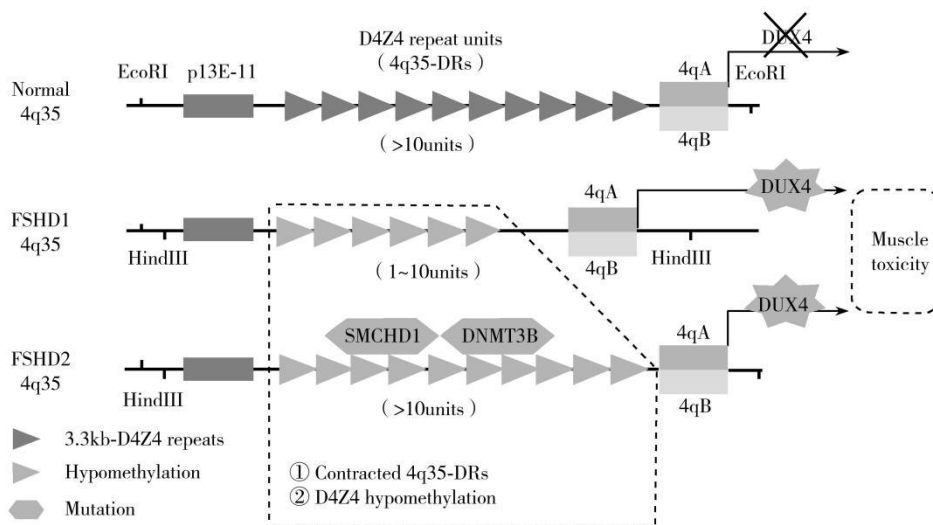 D4Z4 repeat units
(4q35-DRs)
DUX4
EcoRI
p13E-11
4qA
EcoRI
Normal
4q35
(>10units)
4qB
FSHD1
4q35
4qA
DUX4
HindIII
(1~10units)
4qB
HindIII
Muscle
toxicity
SMCHD1
DNMT3B
4qA
DUX4
FSHD2
4q35
HindIII
(>10units)
4qB
3.3kb-D4Z4 repeats
Hypomethylation
Mutation
① Contracted 4q35-DRs
② D4Z4 hypomethylation